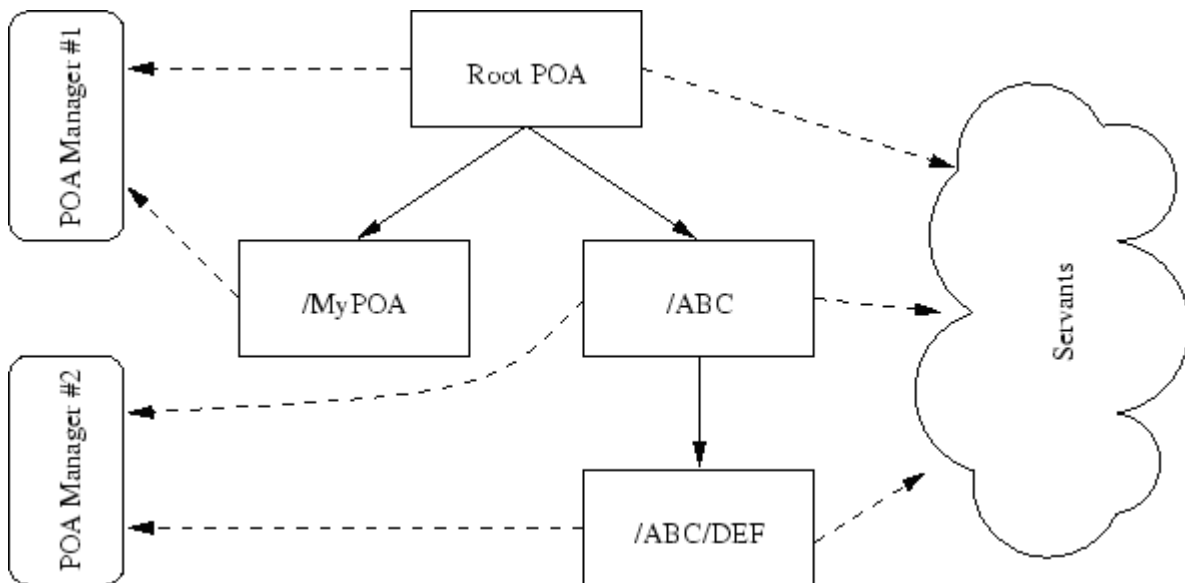 POA Manager #1
Root POA
/MyPOA
/ABC
Servants
POA Manager #2
/ABC/DEF